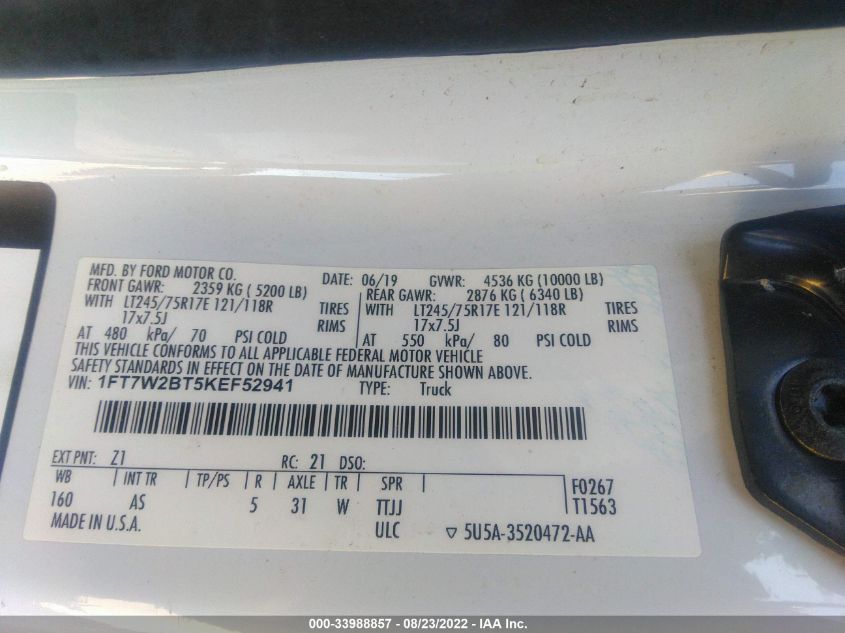 MFD. BY FORD MOTOR CO. DATE: 06/19 GVWR: 4536 KG (10000 LB)
FRONT GAWR: 2359 KG ( 5200 LB) REAR GAWR: 2876 KG ( 6340 LB)
WITH LT245/75R17E 121/118R TIRES WITH LT245/75R17E 121/118R TIRES
17x7.5J RIMS 17x7.5J RIMS
AT 480 kPa/ 70 PSI COLD AT 550 kPa/ 80 PSI COLD
THIS VEHICLE CONFORMS TO ALL APPLICABLE FEDERAL MOTOR VEHICLE
SAFETY STANDARDS IN EFFECT ON THE DATE OF MANUFACTURE SHOWN ABOVE.
VIN: 1FT7W2BT5KEF52941 TYPE: Truck
EXT PNT: Z1 RC: 21 DSO:
WB INT TR TP/PS R AXLE TR SPR F0267
160 AS 5 31 W TTJJ T1563
MADE IN U.S.A. ULC ▽ 5U5A-3520472-AA
000-33988857 - 08/23/2022 - IAA Inc.